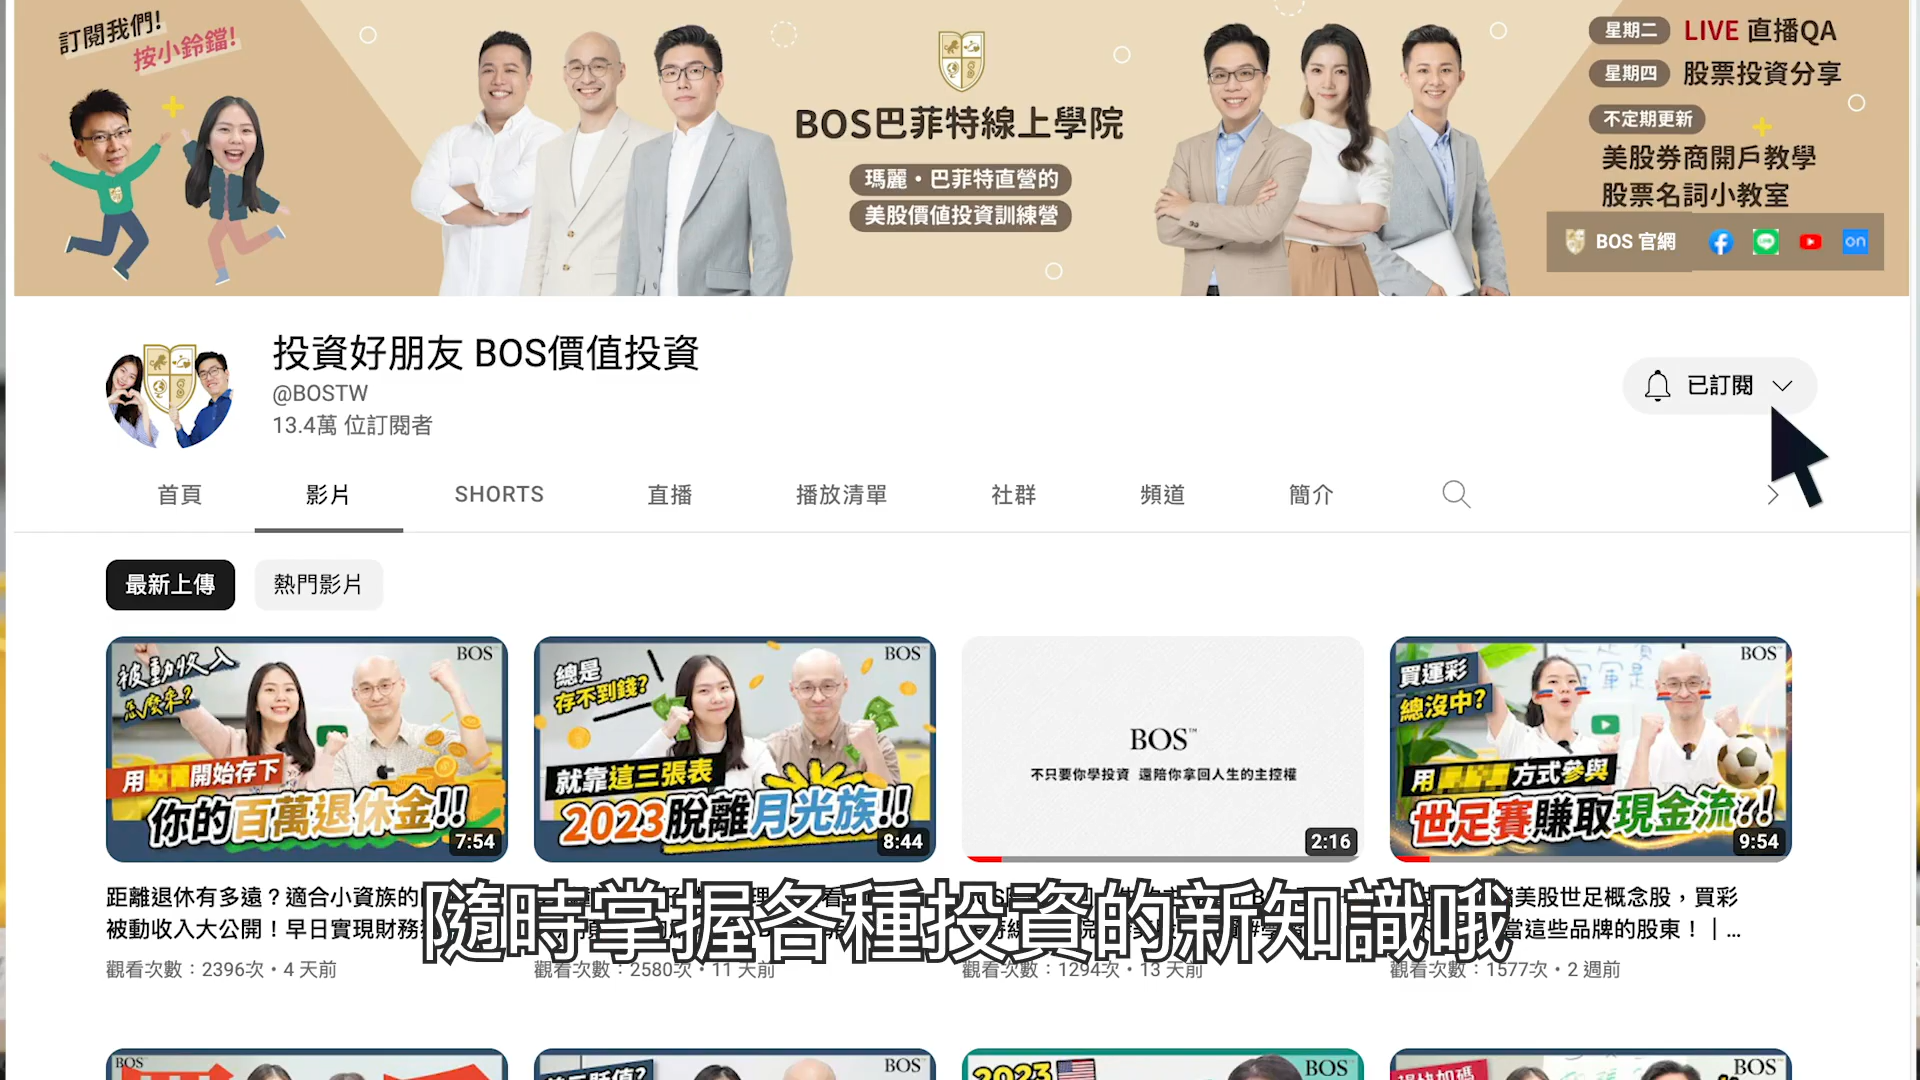 訂閱我們!
按小鈴鐺!
BOS巴菲特線上學院
瑪麗・巴菲特直營的
美股價值投資訓練營
星期二 LIVE 直播QA
星期四 股票投資分享
不定期更新
美股券商開戶教學
股票名詞小教室
BOS 官網
on
投資好朋友 BOS價值投資
@BOSTW
13.4萬 位訂閱者
已訂閱
首頁 影片 SHORTS 直播 播放清單 社群 頻道 簡介
最新上傳 熱門影片
被動收入
怎麼來?
BOS
用 開始存下
你的百萬退休金!!
7:54
總是
存不到錢?
BOS
就靠這三張表
2023脫離月光族!!
8:44
BOS™
不只要你學投資 還陪你拿回人生的主控權
2:16
買運彩
總沒中?
BOS
用 方式參與
世足賽賺取現金流?!
9:54
距離退休有多遠？適合小資族的
被動收入大公開！早日實現財務
美股世足概念股，買彩
當這些品牌的股東！｜...
隨時掌握各種投資的新知識哦
觀看次數：2396次・4 天前
觀看次數：2580次・11 天前
觀看次數：1294次・13 天前
觀看次數：1577次・2 週前
BOS
BOS
2023
BOS
BOS